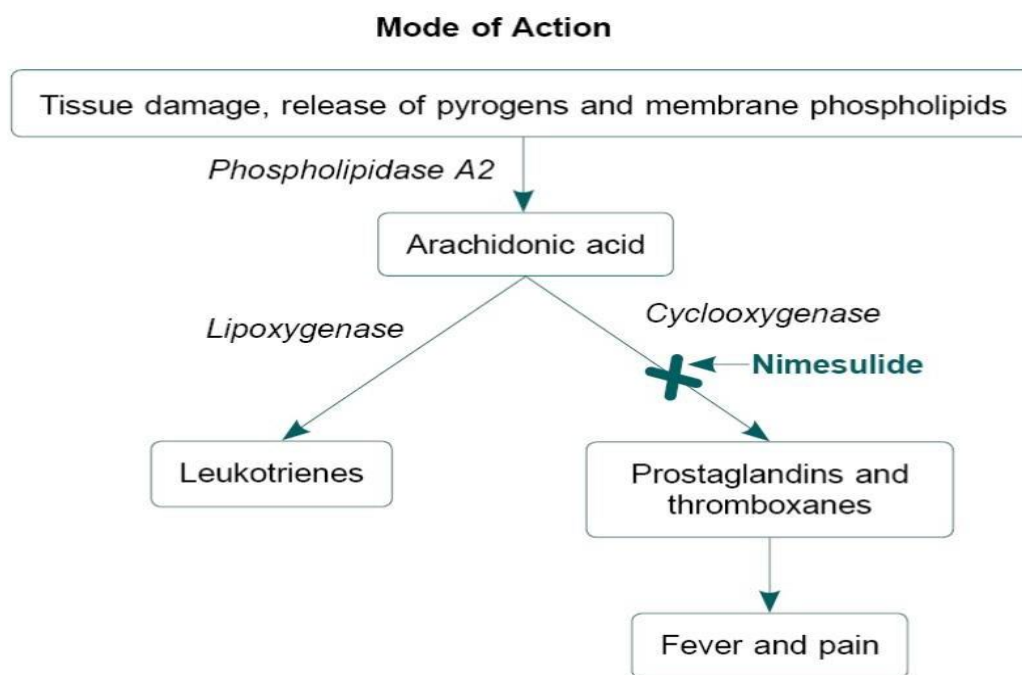 Mode of Action
Tissue damage, release of pyrogens and membrane phospholipids
Phospholipidase A2
Arachidonic acid
Lipoxygenase
Cyclooxygenase
Nimesulide
Leukotrienes
Prostaglandins and
thromboxanes
Fever and pain